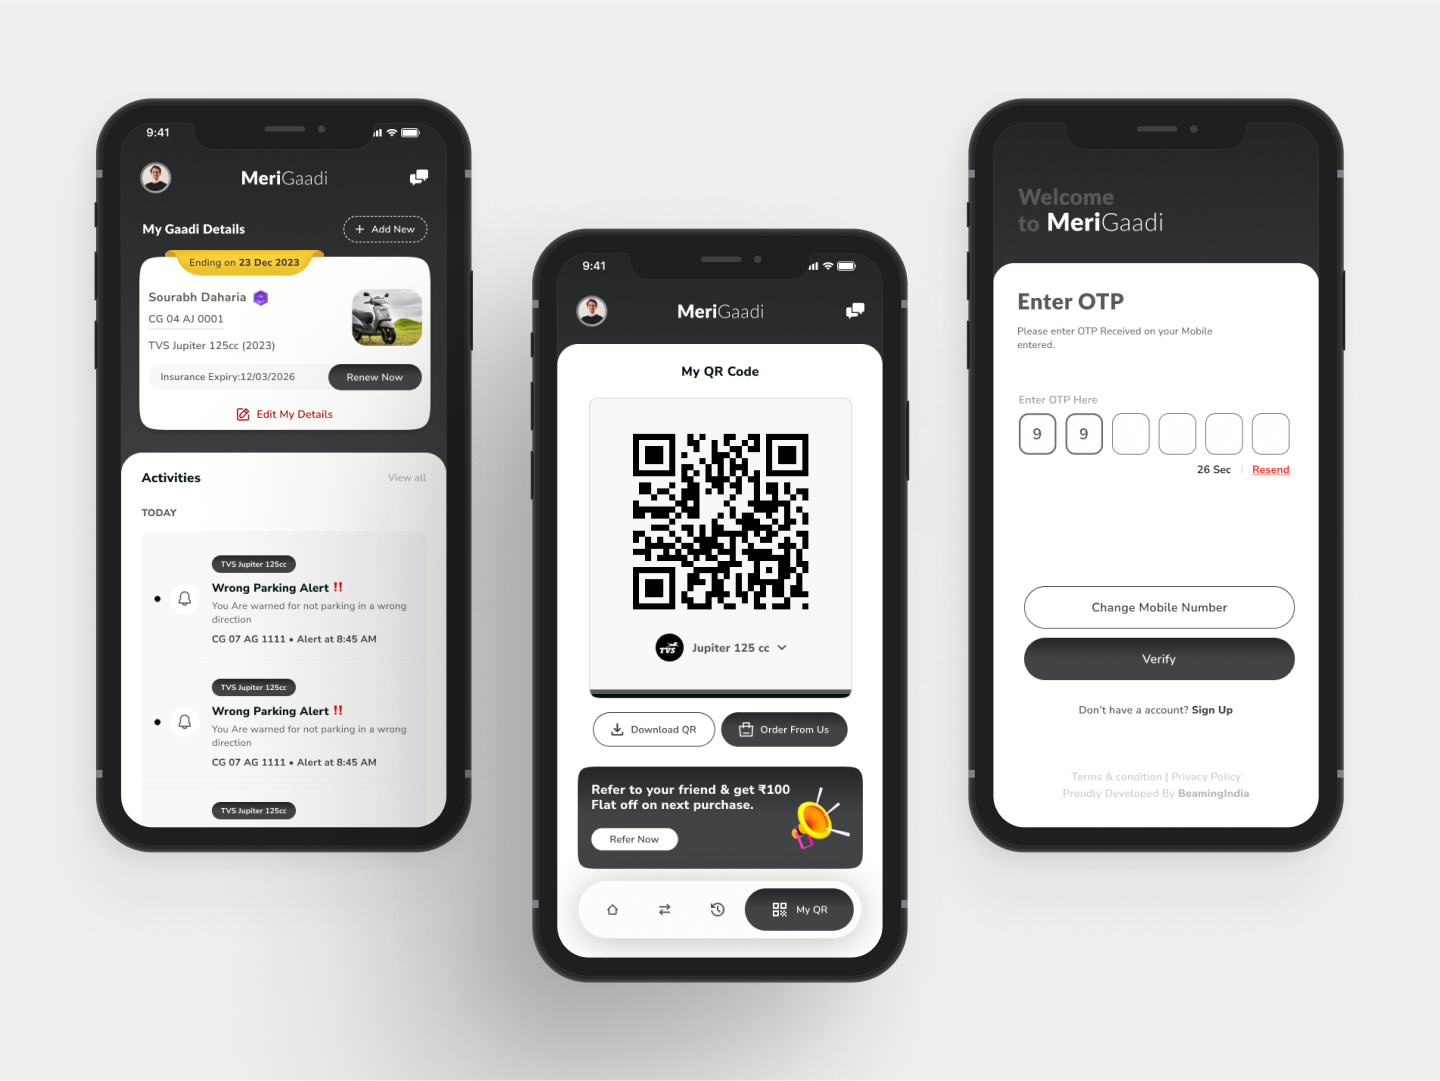 9:41
MeriGaadi
My Gaadi Details
+ Add New
Ending on 23 Dec 2023
Sourabh Daharia
CG 04 AJ 0001
TVS Jupiter 125cc (2023)
Insurance Expiry:12/03/2026
Renew Now
Edit My Details
Activities
View all
TODAY
TVS Jupiter 125cc
Wrong Parking Alert !!
You Are warned for not parking in a wrong
direction
CG 07 AG 1111 • Alert at 8:45 AM
TVS Jupiter 125cc
Wrong Parking Alert !!
You Are warned for not parking in a wrong
direction
CG 07 AG 1111 • Alert at 8:45 AM
TVS Jupiter 125cc
9:41
MeriGaadi
My QR Code
TVS
Jupiter 125 cc
Download QR
Order From Us
Refer to your friend & get ₹100
Flat off on next purchase.
Refer Now
My QR
Welcome
to MeriGaadi
Enter OTP
Please enter OTP Received on your Mobile
entered.
Enter OTP Here
9 9
26 Sec | Resend
Change Mobile Number
Verify
Don't have a account? Sign Up
Terms & condition | Privacy Policy
Proudly Developed By BeamingIndia